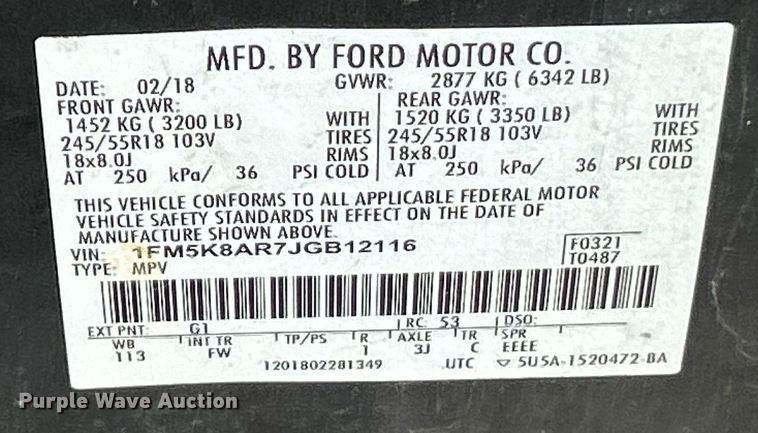 MFD. BY FORD MOTOR CO.
DATE: 02/18 GVWR: 2877 KG ( 6342 LB)
FRONT GAWR: REAR GAWR:
1452 KG ( 3200 LB) WITH 1520 KG ( 3350 LB) WITH
245/55R18 103V TIRES 245/55R18 103V TIRES
18x8.0J RIMS 18x8.0J RIMS
AT 250 kPa/ 36 PSI COLD AT 250 kPa/ 36 PSI COLD
THIS VEHICLE CONFORMS TO ALL APPLICABLE FEDERAL MOTOR
VEHICLE SAFETY STANDARDS IN EFFECT ON THE DATE OF
MANUFACTURE SHOWN ABOVE.
VIN: 1FM5K8AR7JGB12116 F0321
TYPE: MPV T0487
EXT PNT: G1 RC: 53 DSO:
WB INT TR TP/PS R AXLE TR SPR
113 FW 1 3J C EEEE
1201802281349 UTC ▽ 5U5A-1520472-BA
Purple Wave Auction